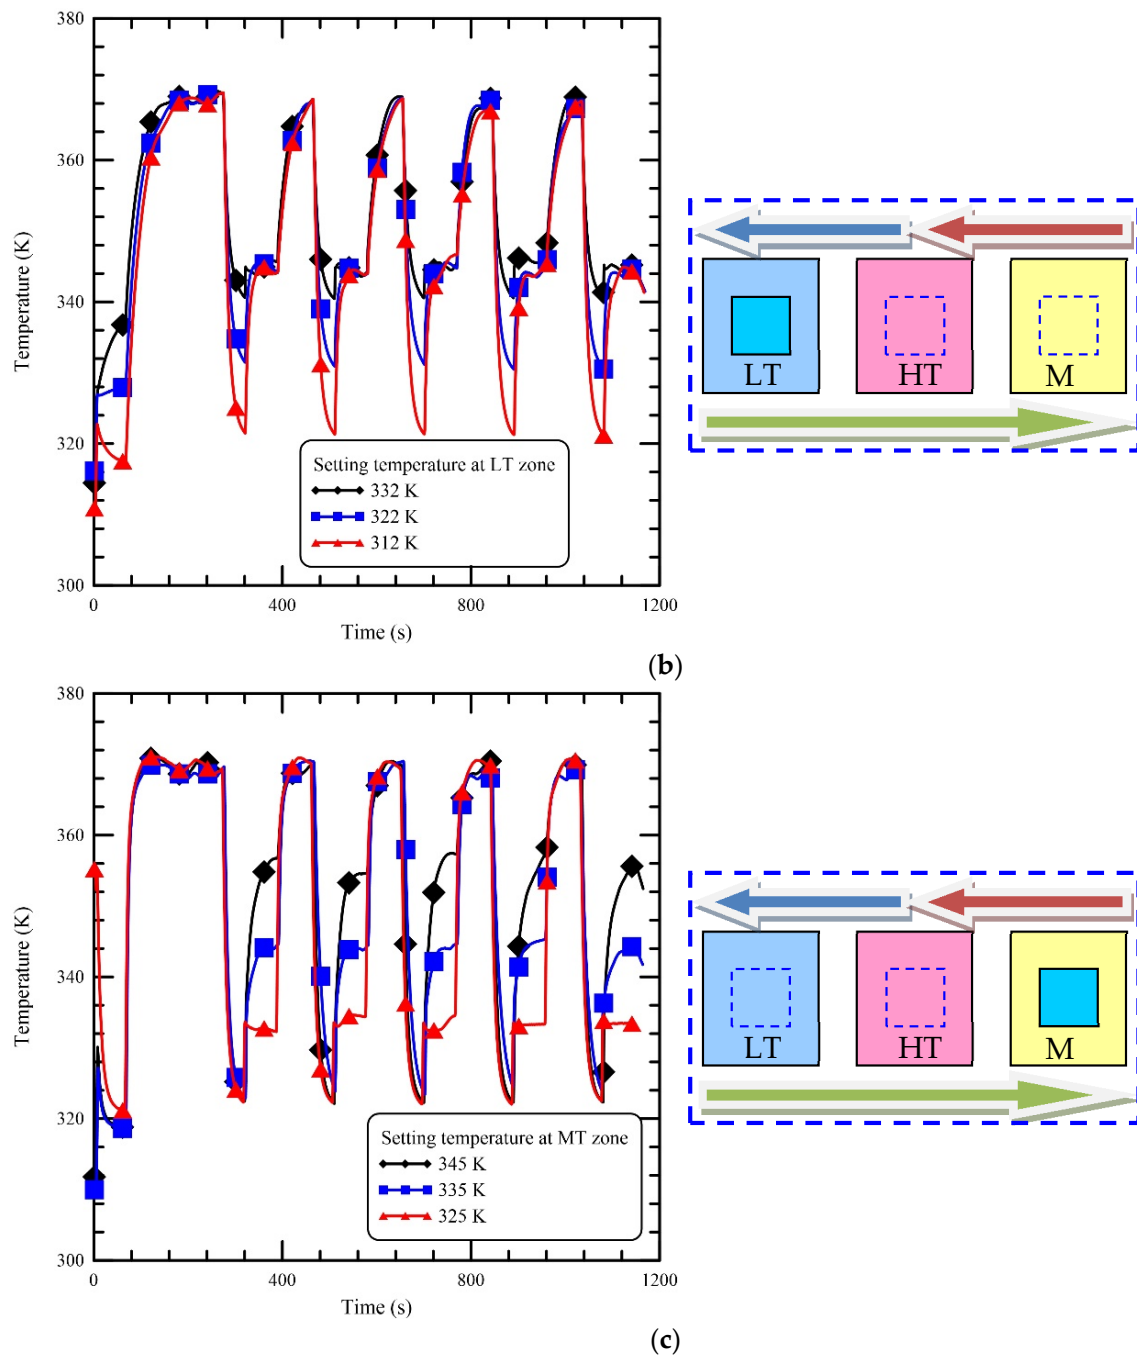 380
360
340
320
300
Temperature (K)
Setting temperature at LT zone
332 K
322 K
312 K
0
400
800
1200
Time (s)
LT
HT
M
(b)
380
360
340
320
300
Temperature (K)
Setting temperature at MT zone
345 K
335 K
325 K
0
400
800
1200
Time (s)
LT
HT
M
(c)